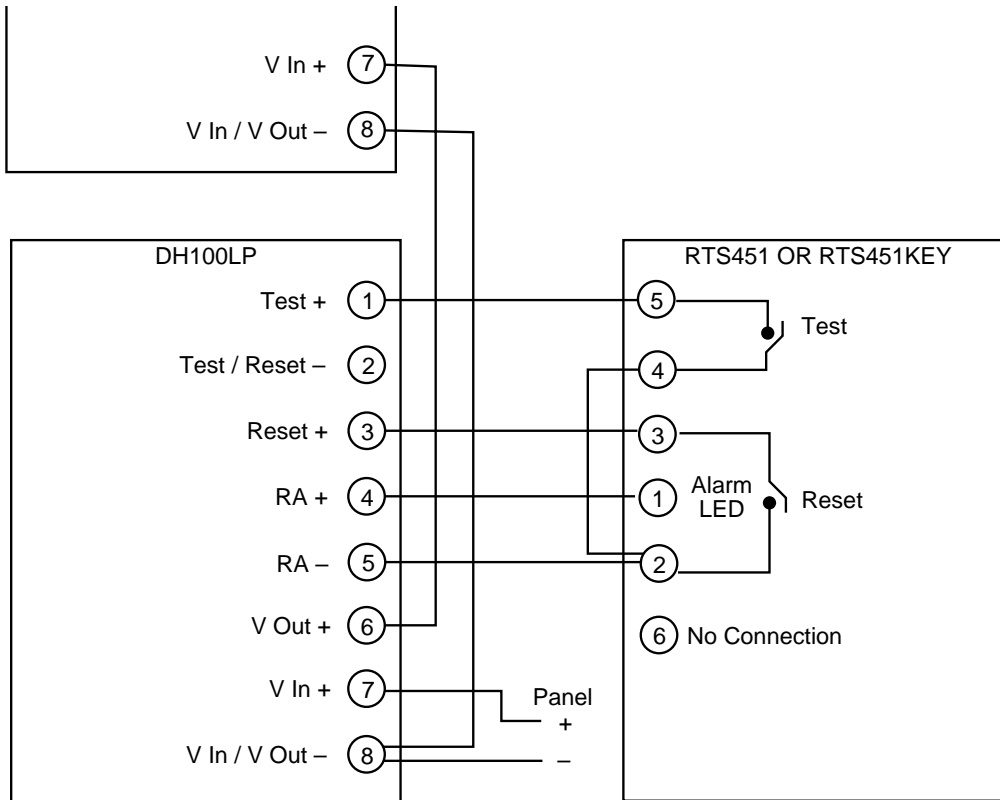 V In + 7
V In / V Out – 8
DH100LP
Test + 1
Test / Reset – 2
Reset + 3
RA + 4
RA – 5
V Out + 6
V In + 7
V In / V Out – 8
Panel
+
–
RTS451 OR RTS451KEY
5
Test
4
3
1 Alarm
LED
Reset
2
6 No Connection